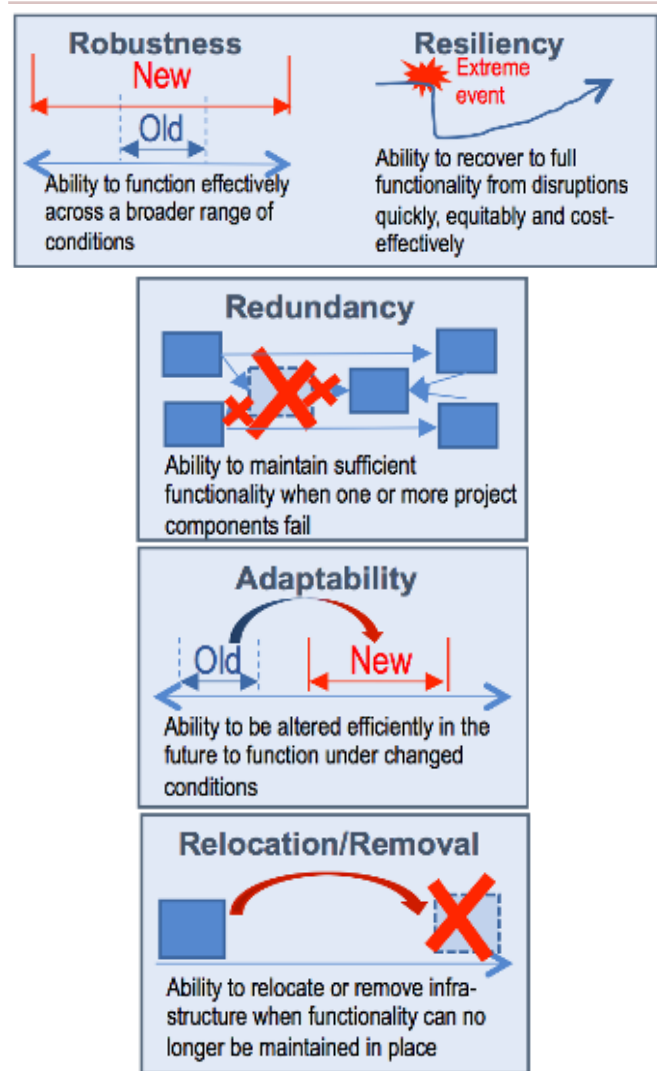 Robustness
New
Old
Ability to function effectively
across a broader range of
conditions
Resiliency
Extreme
event
Ability to recover to full
functionality from disruptions
quickly, equitably and cost-
effectively
Redundancy
Ability to maintain sufficient
functionality when one or more project
components fail
Adaptability
Old
New
Ability to be altered efficiently in the
future to function under changed
conditions
Relocation/Removal
Ability to relocate or remove infra-
structure when functionality can no
longer be maintained in place